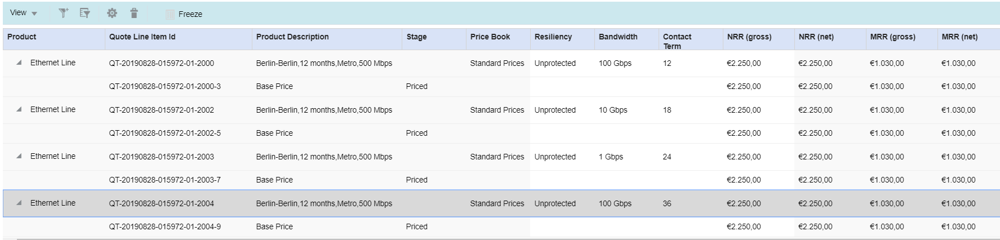 View Freeze
Product Quote Line Item Id Product Description Stage Price Book Resiliency Bandwidth Contact Term NRR (gross) NRR (net) MRR (gross) MRR (net)
Ethernet Line QT-20190828-015972-01-2000 Berlin-Berlin,12 months,Metro,500 Mbps Standard Prices Unprotected 100 Gbps 12 €2.250,00 €2.250,00 €1.030,00 €1.030,00
QT-20190828-015972-01-2000-3 Base Price Priced €2.250,00 €2.250,00 €1.030,00 €1.030,00
Ethernet Line QT-20190828-015972-01-2002 Berlin-Berlin,12 months,Metro,500 Mbps Standard Prices Unprotected 10 Gbps 18 €2.250,00 €2.250,00 €1.030,00 €1.030,00
QT-20190828-015972-01-2002-5 Base Price Priced €2.250,00 €2.250,00 €1.030,00 €1.030,00
Ethernet Line QT-20190828-015972-01-2003 Berlin-Berlin,12 months,Metro,500 Mbps Standard Prices Unprotected 1 Gbps 24 €2.250,00 €2.250,00 €1.030,00 €1.030,00
QT-20190828-015972-01-2003-7 Base Price Priced €2.250,00 €2.250,00 €1.030,00 €1.030,00
Ethernet Line QT-20190828-015972-01-2004 Berlin-Berlin,12 months,Metro,500 Mbps Standard Prices Unprotected 100 Gbps 36 €2.250,00 €2.250,00 €1.030,00 €1.030,00
QT-20190828-015972-01-2004-9 Base Price Priced €2.250,00 €2.250,00 €1.030,00 €1.030,00